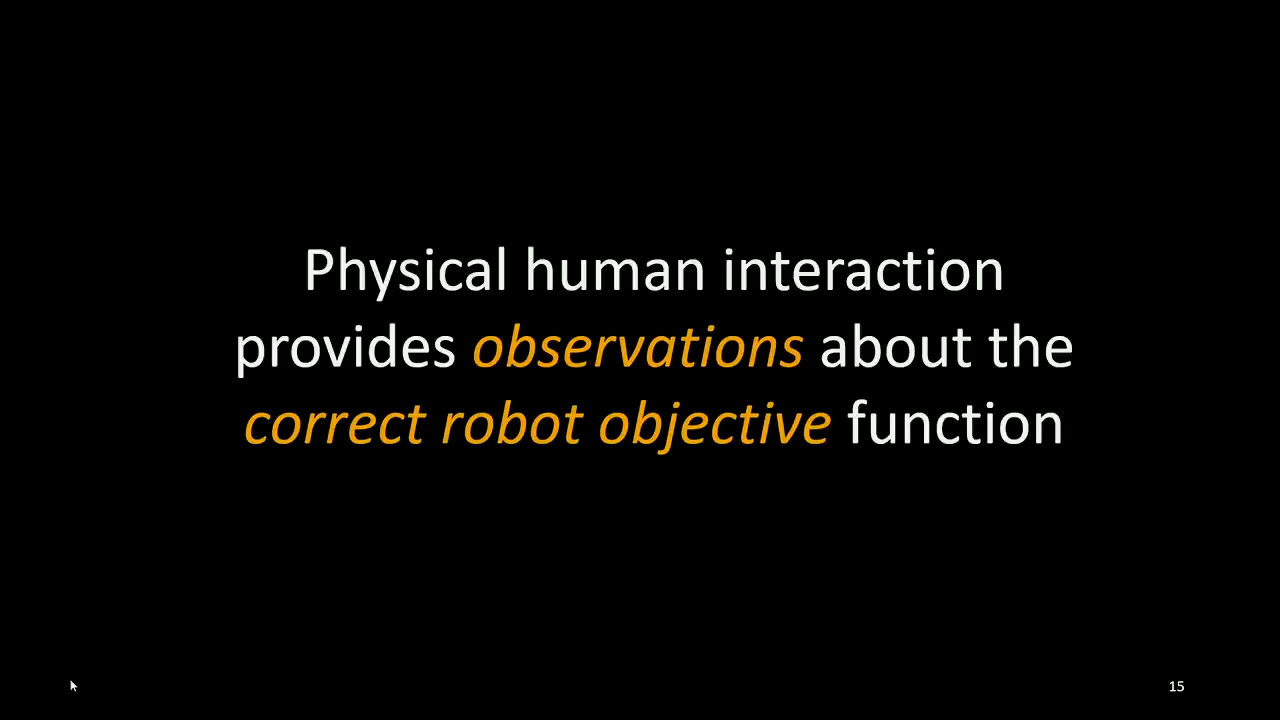 Physical human interaction
provides observations about the
correct robot objective function
15